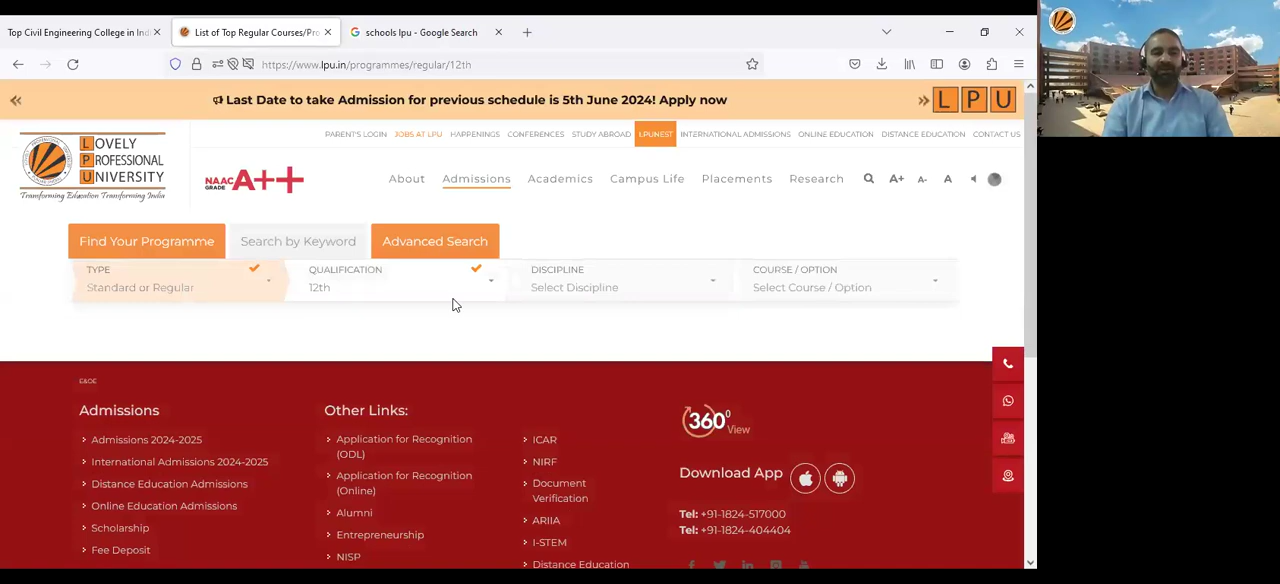 Top Civil Engineering College in Ind
List of Top Regular Courses/Pro
schools lpu - Google Search
https://www.lpu.in/programmes/regular/12th
Last Date to take Admission for previous schedule is 5th June 2024! Apply now
L P U
PARENT'S LOGIN JOBS AT LPU HAPPENINGS CONFERENCES STUDY ABROAD LPUNEST INTERNATIONAL ADMISSIONS ONLINE EDUCATION DISTANCE EDUCATION CONTACT US
LOVELY
PROFESSIONAL
UNIVERSITY
Transforming Education Transforming India
NAAC
GRADE A++
About Admissions Academics Campus Life Placements Research A+ A- A
Find Your Programme Search by Keyword Advanced Search
TYPE QUALIFICATION DISCIPLINE COURSE / OPTION
Standard or Regular 12th Select Discipline Select Course / Option
E&OE
Admissions
Admissions 2024-2025
International Admissions 2024-2025
Distance Education Admissions
Online Education Admissions
Scholarship
Fee Deposit
Other Links:
Application for Recognition
(ODL)
Application for Recognition
(Online)
Alumni
Entrepreneurship
NISP
ICAR
NIRF
Document
Verification
ARIIA
I-STEM
Distance Education
360° View
Download App
Tel: +91-1824-517000
Tel: +91-1824-404404